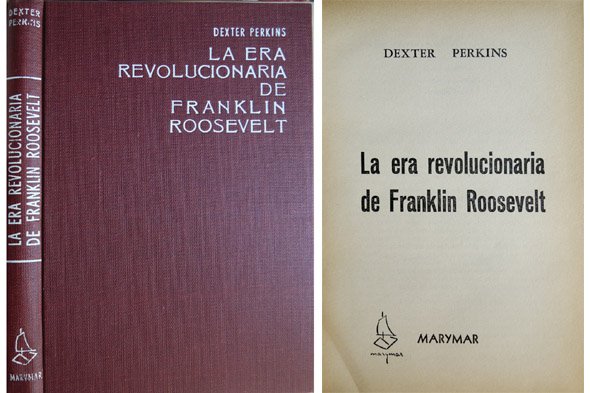 DEXTER
PERKINS
LA ERA REVOLUCIONARIA
DE FRANKLIN ROOSEVELT
MARYMAR
DEXTER PERKINS
LA ERA
REVOLUCIONARIA
DE
FRANKLIN
ROOSEVELT
DEXTER PERKINS
La era revolucionaria
de Franklin Roosevelt
marymar
MARYMAR